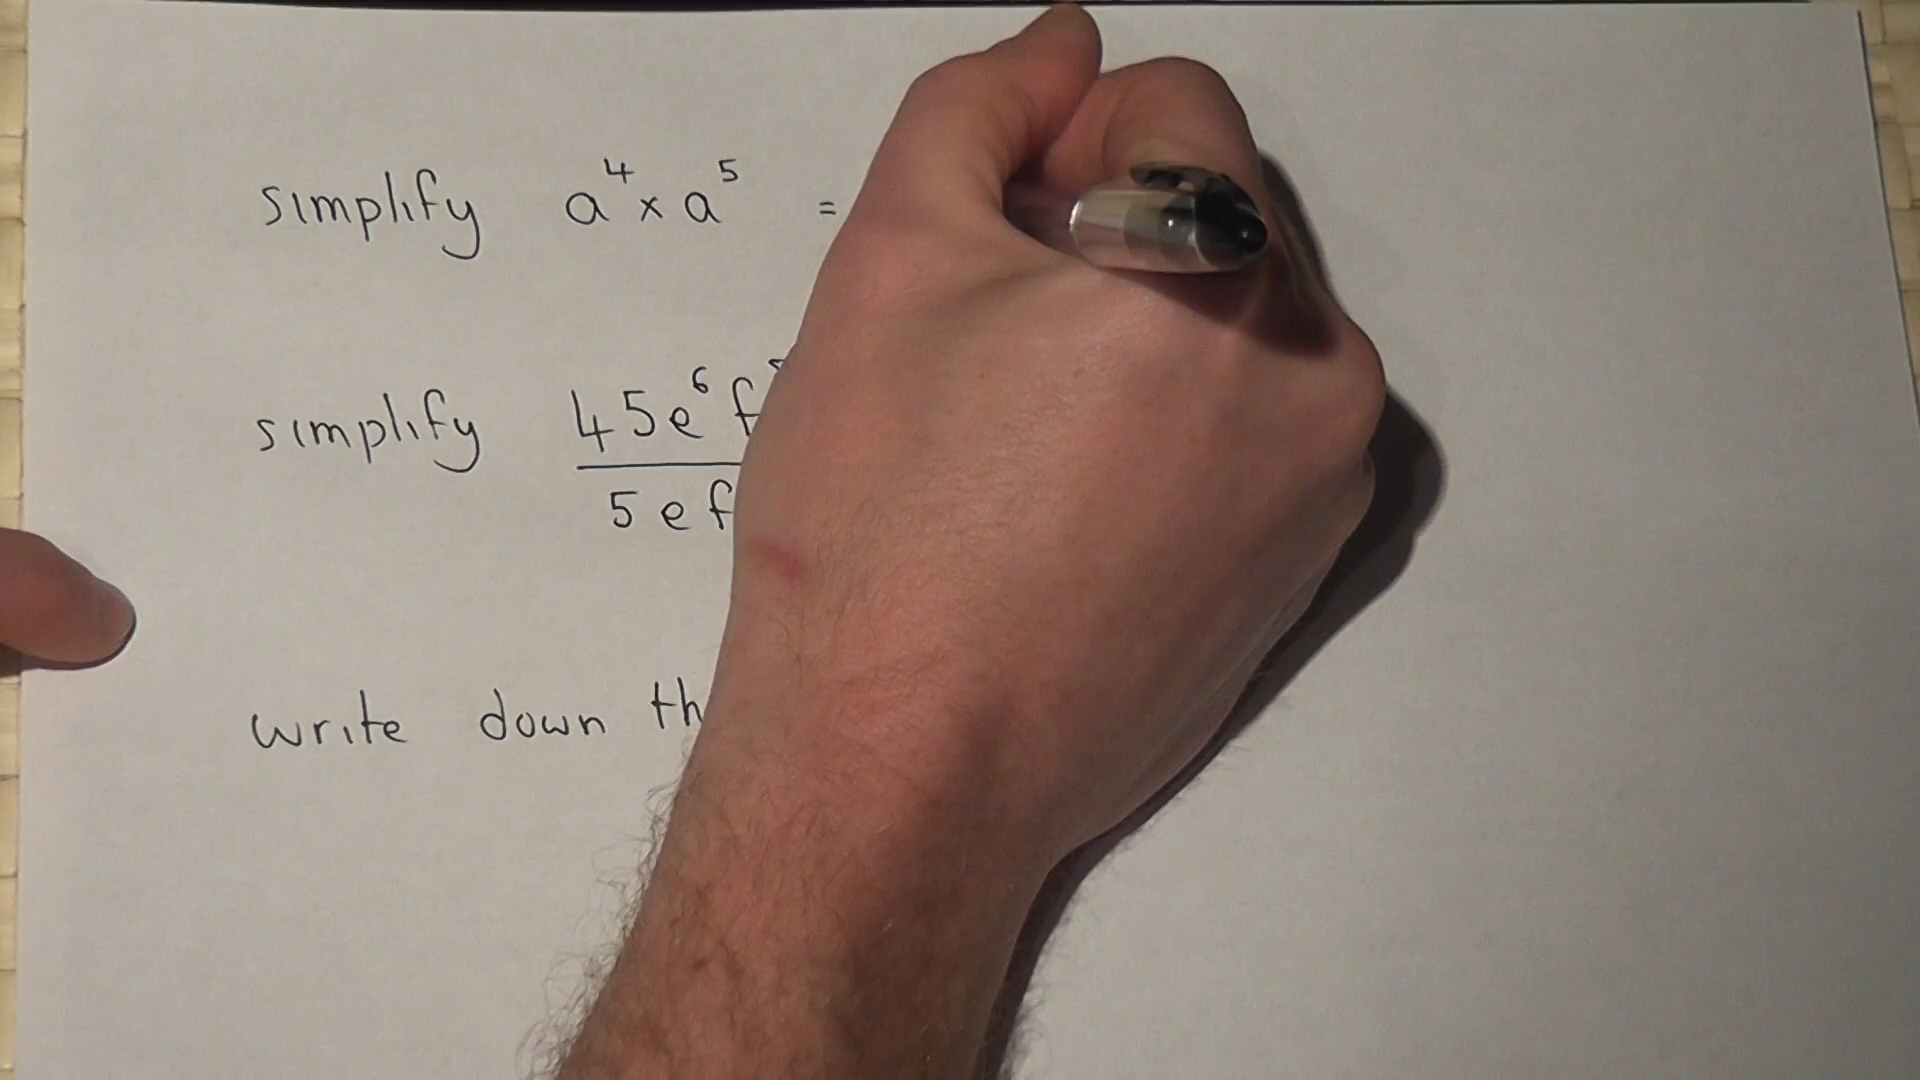 simplify a⁴ × a⁵ =
simplify 45e⁶f
5ef
write down th